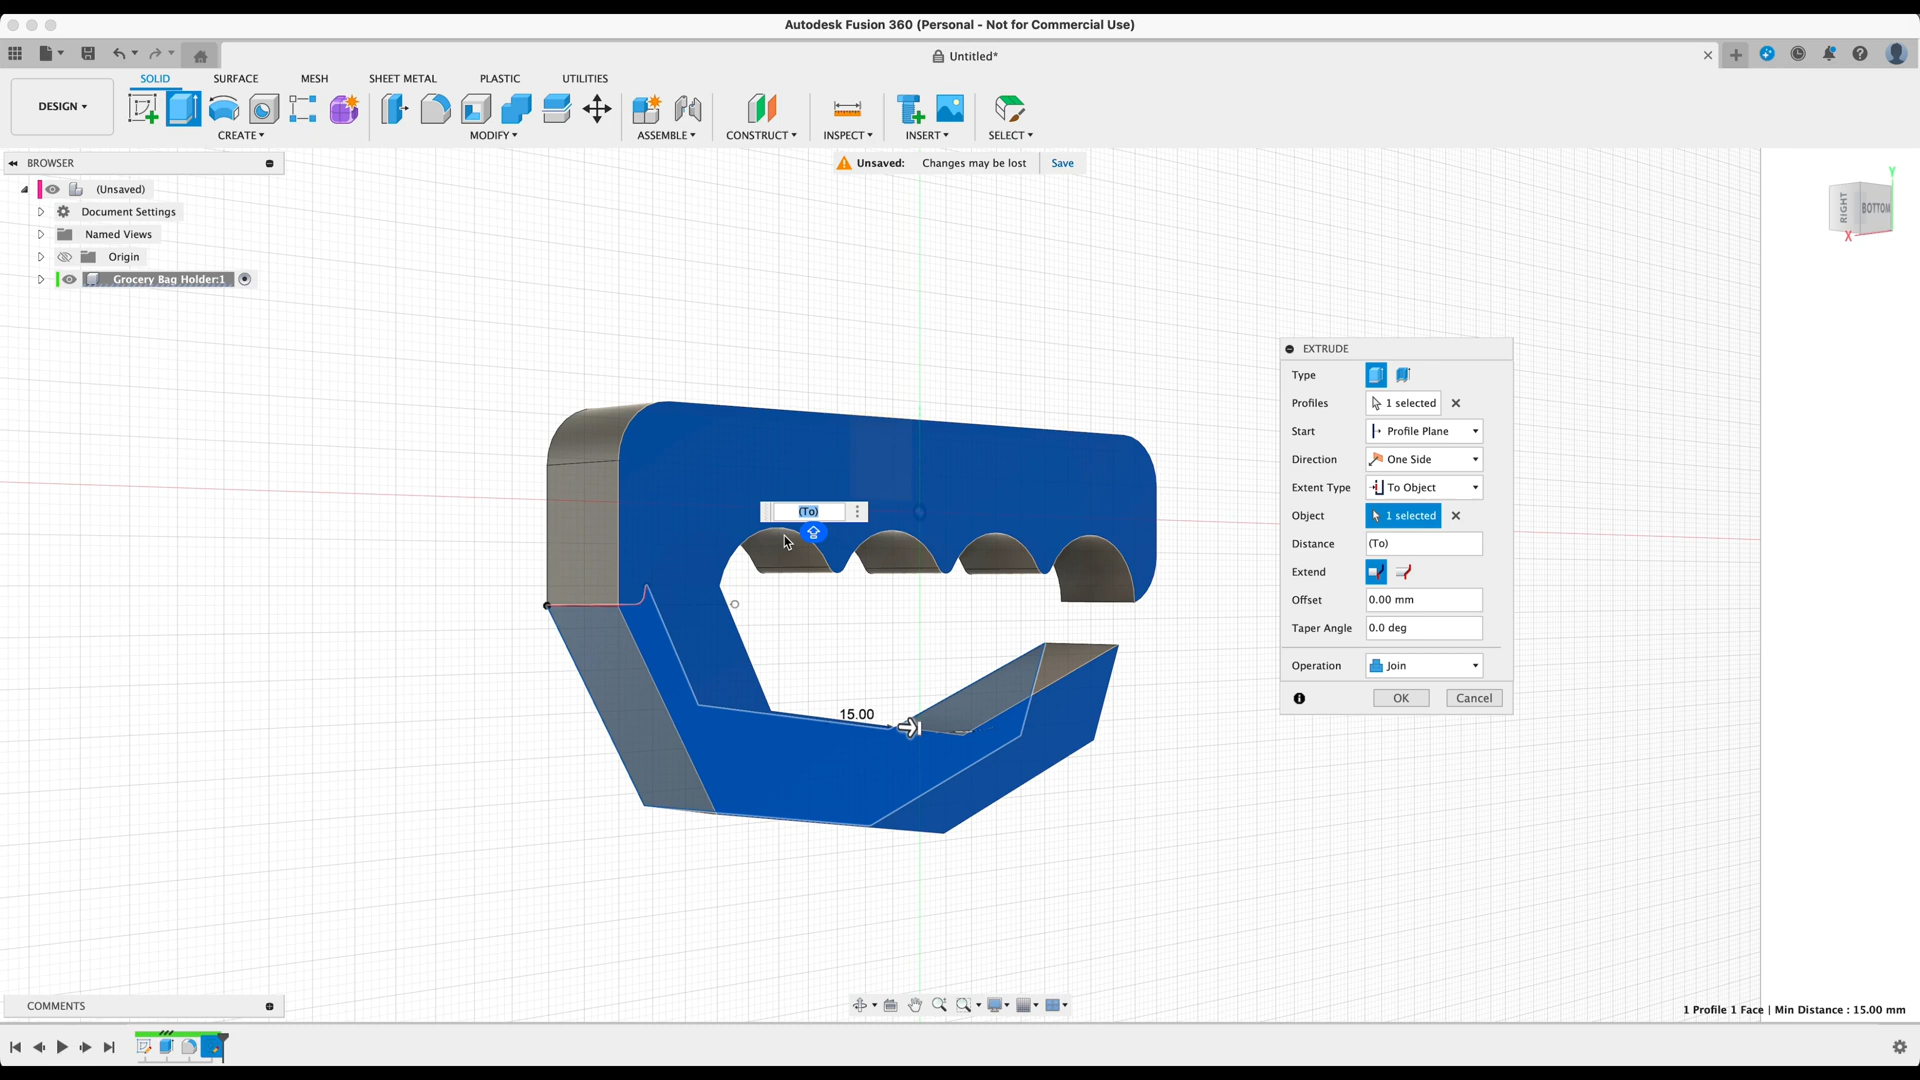 Autodesk Fusion 360 (Personal - Not for Commercial Use)
Untitled*
SOLID SURFACE MESH SHEET METAL PLASTIC UTILITIES
DESIGN
CREATE MODIFY ASSEMBLE CONSTRUCT INSPECT INSERT SELECT
BROWSER
Unsaved: Changes may be lost Save
(Unsaved)
Document Settings
Named Views
Origin
Grocery Bag Holder:1
Y
RIGHT
BOTTOM
X
EXTRUDE
Type
Profiles 1 selected
Start Profile Plane
Direction One Side
Extent Type To Object
Object 1 selected
Distance (To)
Extend
Offset 0.00 mm
Taper Angle 0.0 deg
Operation Join
OK Cancel
(To)
15.00
COMMENTS
1 Profile 1 Face | Min Distance : 15.00 mm